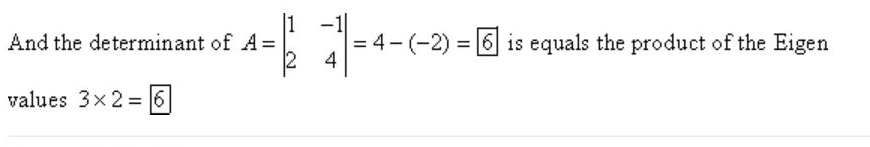 And the determinant of A = |1 -1| = 4 - (-2) = 6 is equals the product of the Eigen
|2 4|
values 3 × 2 = 6